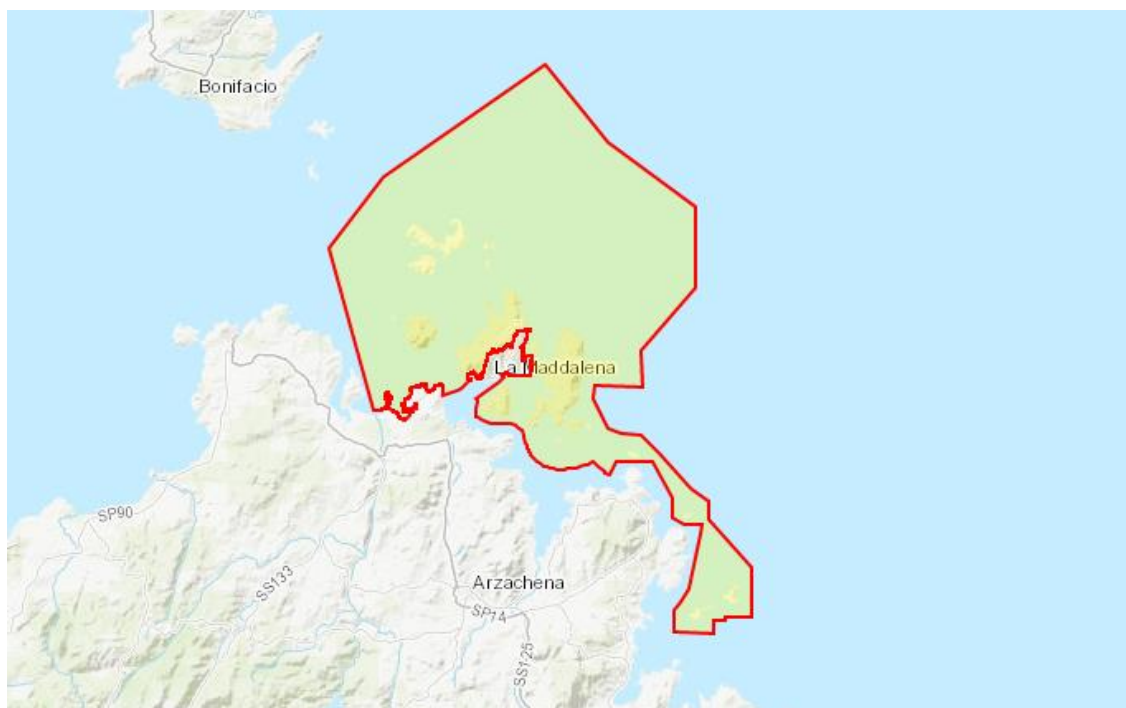 Bonifacio
La Maddalena
SP90
SS133
Arzachena
SP14
SS125